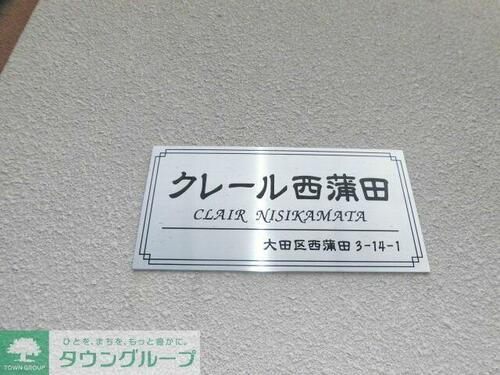 クレール西蒲田
CLAIR NISIKAMATA
大田区西蒲田3-14-1
ひとを、まちを、もっと豊かに。
タウングループ
TOWN GROUP